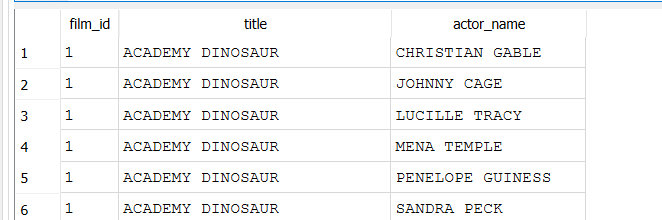 film_id title actor_name
1 1 ACADEMY DINOSAUR CHRISTIAN GABLE
2 1 ACADEMY DINOSAUR JOHNNY CAGE
3 1 ACADEMY DINOSAUR LUCILLE TRACY
4 1 ACADEMY DINOSAUR MENA TEMPLE
5 1 ACADEMY DINOSAUR PENELOPE GUINESS
6 1 ACADEMY DINOSAUR SANDRA PECK